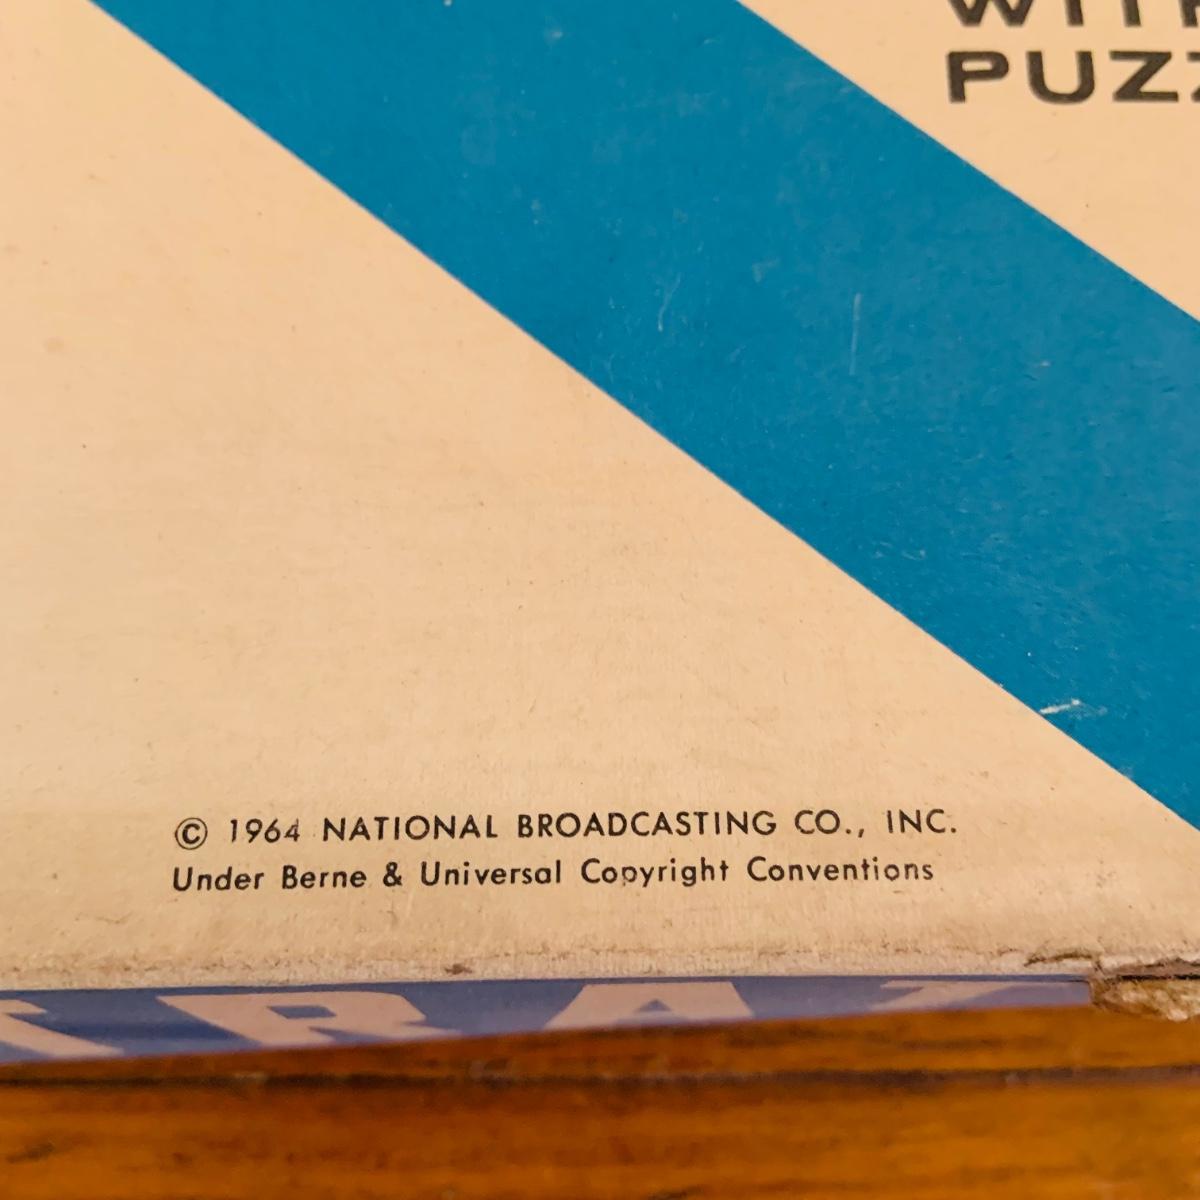 PUZZ
© 1964 NATIONAL BROADCASTING CO., INC.
Under Berne & Universal Copyright Conventions